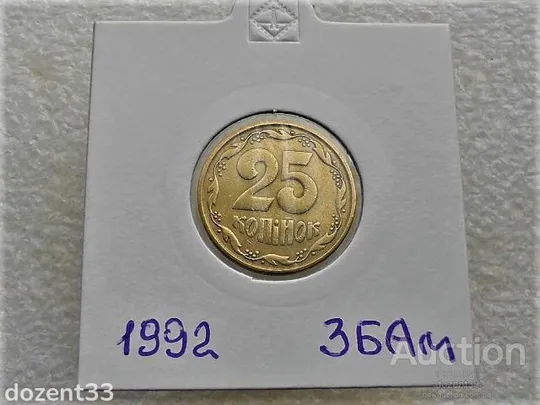 25
КОПІЙОК
1992 3БАм
Auction
dozent33